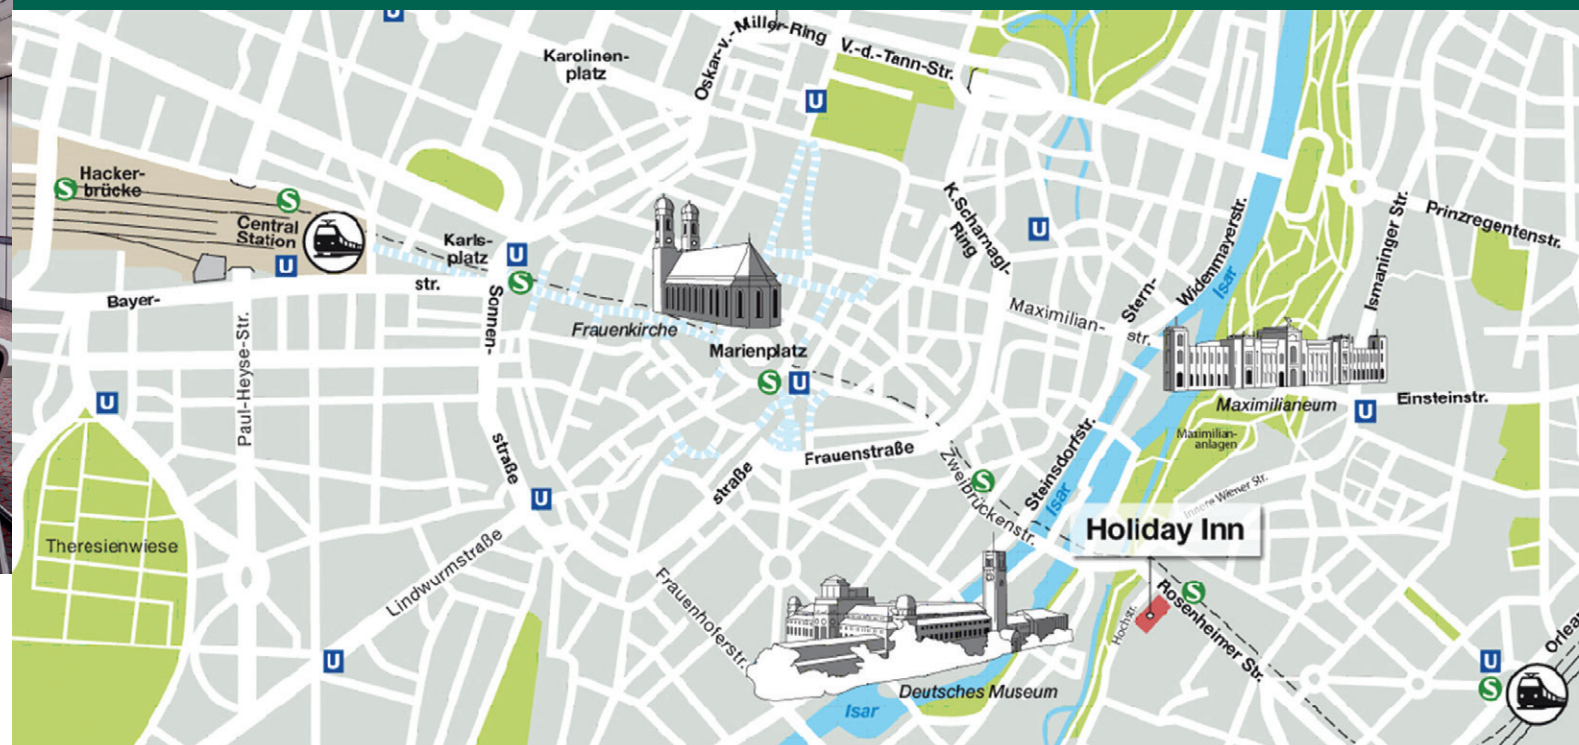 U
Karolinen-
platz
Oskar-v.-Miller-Ring
V.-d.-Tann-Str.
U
Hacker-
brücke
S
S
Central
Station
U
Karls-
platz
U
S
K.Scharnagl-
Ring
U
Widenmayerstr.
Isar
Ismaninger Str.
Prinzregentenstr.
Bayer-
str.
Sonnen-
Frauenkirche
Maximilian-
str.
Stern-
Marienplatz
S
U
Maximilianeum
U
Einsteinstr.
Paul-Heyse-Str.
U
Maximilian-
anlagen
straße
Frauenstraße
straße
Zweibrückenstr.
S
Steinsdorfstr.
Isar
Innere Wiener Str.
U
Holiday Inn
Theresienwiese
Lindwurmstraße
Frauenhoferstr.
Hochstr.
S
Rosenheimer Str.
U
Deutsches Museum
Isar
U
S